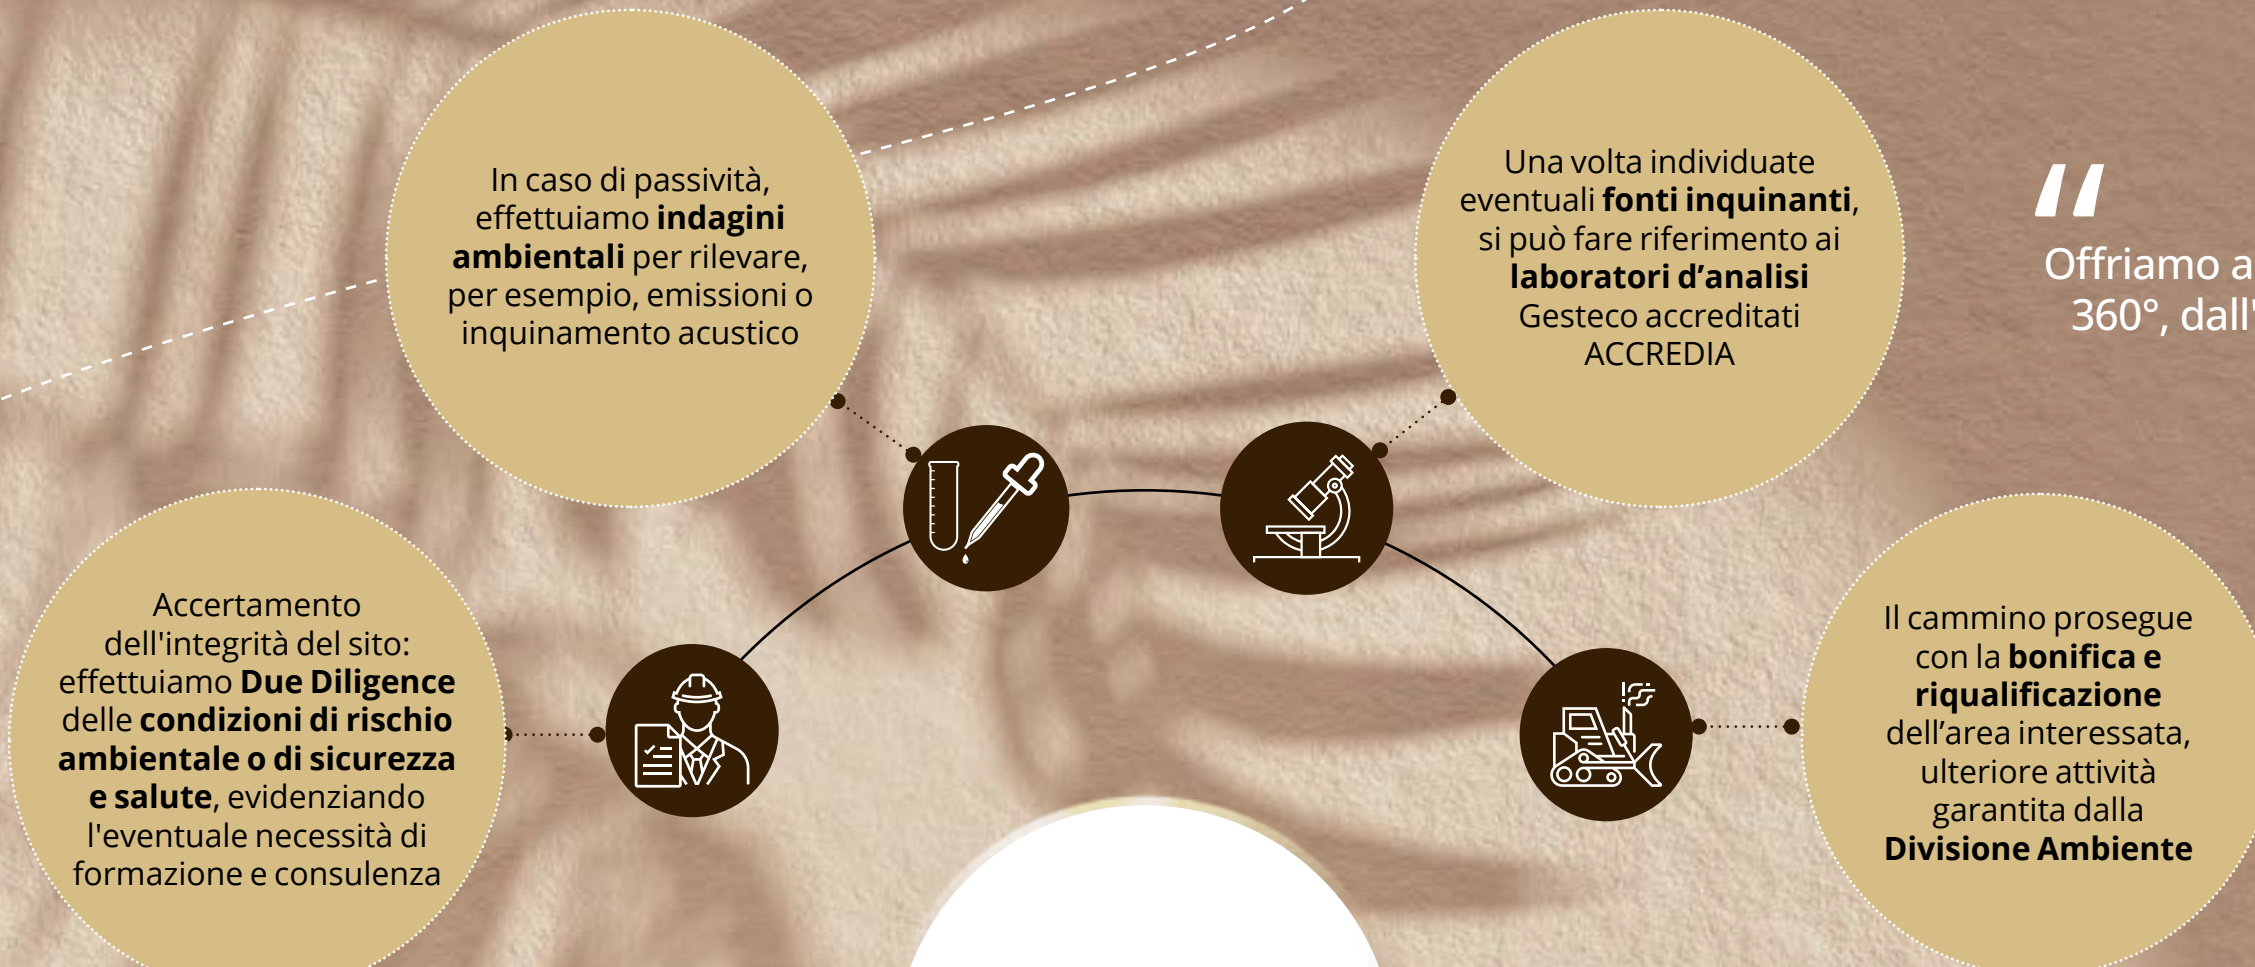 In caso di passività,
effettuiamo indagini
ambientali per rilevare,
per esempio, emissioni o
inquinamento acustico
Una volta individuate
eventuali fonti inquinanti,
si può fare riferimento ai
laboratori d’analisi
Gesteco accreditati
ACCREDIA
“
Offriamo a
360°, dall'
Accertamento
dell'integrità del sito:
effettuiamo Due Diligence
delle condizioni di rischio
ambientale o di sicurezza
e salute, evidenziando
l'eventuale necessità di
formazione e consulenza
Il cammino prosegue
con la bonifica e
riqualificazione
dell’area interessata,
ulteriore attività
garantita dalla
Divisione Ambiente